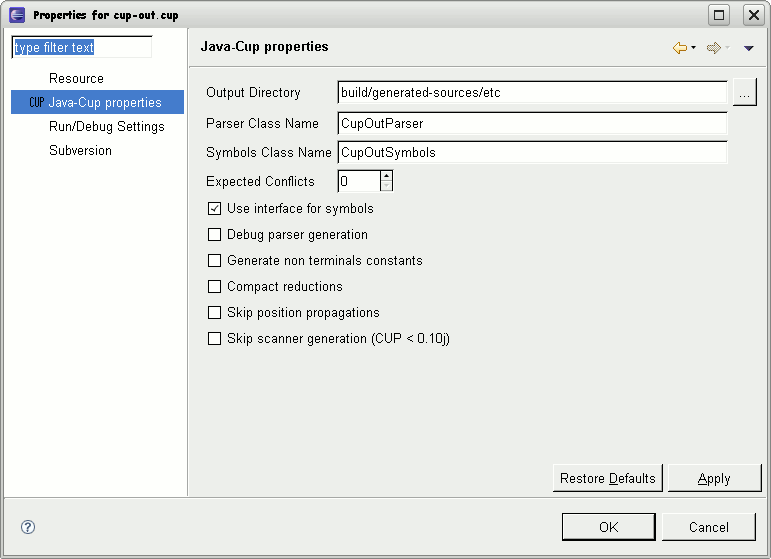 Properties for cup-out.cup
type filter text
Resource
CUP Java-Cup properties
Run/Debug Settings
Subversion
Java-Cup properties
Output Directory build/generated-sources/etc ...
Parser Class Name CupOutParser
Symbols Class Name CupOutSymbols
Expected Conflicts 0
Use interface for symbols
Debug parser generation
Generate non terminals constants
Compact reductions
Skip position propagations
Skip scanner generation (CUP < 0.10j)
Restore Defaults Apply
? OK Cancel